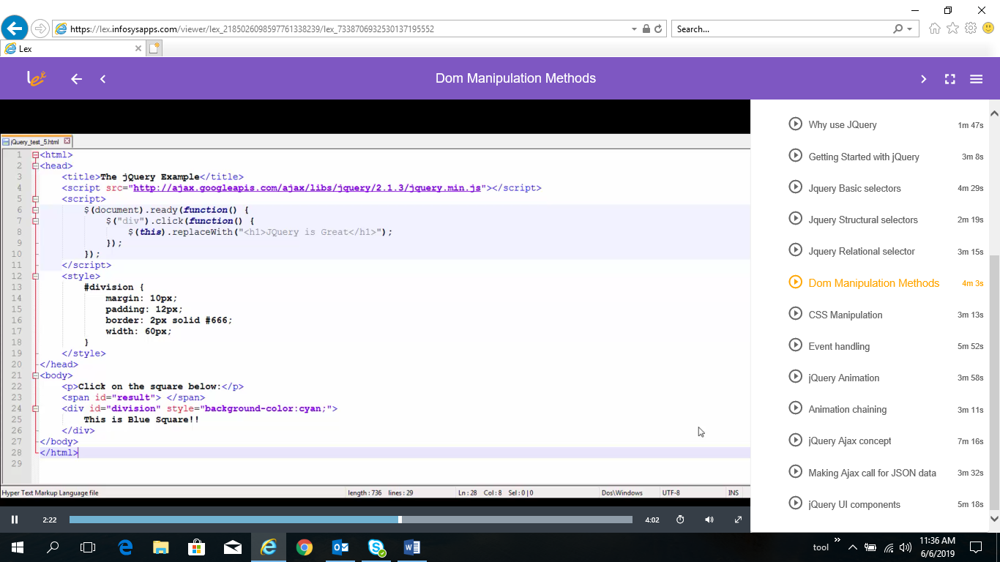 https://lex.infosysapps.com/viewer/lex_2185026098597761338239/lex_7338706932530137195552
Search...
Lex
lex
Dom Manipulation Methods
jQuery_test_5.html
1 <html>
2 <head>
3 <title>The jQuery Example</title>
4 <script src="http://ajax.googleapis.com/ajax/libs/jquery/2.1.3/jquery.min.js"></script>
5 <script>
6 $(document).ready(function() {
7 $("div").click(function() {
8 $(this).replaceWith("<h1>JQuery is Great</h1>");
9 });
10 });
11 </script>
12 <style>
13 #division {
14 margin: 10px;
15 padding: 12px;
16 border: 2px solid #666;
17 width: 60px;
18 }
19 </style>
20 </head>
21 <body>
22 <p>Click on the square below:</p>
23 <span id="result"> </span>
24 <div id="division" style="background-color:cyan;">
25 This is Blue Square!!
26 </div>
27 </body>
28 </html>
29
Hyper Text Markup Language file length : 736 lines : 29 Ln : 28 Col : 8 Sel : 0 | 0 Dos\Windows UTF-8 INS
2:22 4:02
Why use JQuery 1m 47s
Getting Started with jQuery 3m 8s
Jquery Basic selectors 4m 29s
Jquery Structural selectors 2m 19s
Jquery Relational selector 3m 15s
Dom Manipulation Methods 4m 3s
CSS Manipulation 3m 13s
Event handling 5m 52s
jQuery Animation 3m 58s
Animation chaining 3m 11s
jQuery Ajax concept 7m 16s
Making Ajax call for JSON data 3m 32s
jQuery UI components 5m 18s
tool
11:36 AM
6/6/2019